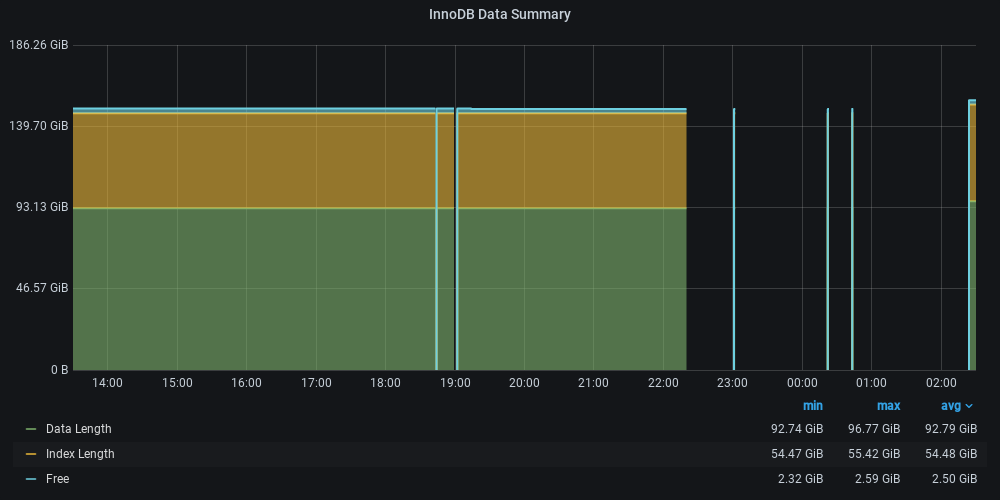 InnoDB Data Summary
186.26 GiB
139.70 GiB
93.13 GiB
46.57 GiB
0 B
14:00 15:00 16:00 17:00 18:00 19:00 20:00 21:00 22:00 23:00 00:00 01:00 02:00
min max avg
Data Length 92.74 GiB 96.77 GiB 92.79 GiB
Index Length 54.47 GiB 55.42 GiB 54.48 GiB
Free 2.32 GiB 2.59 GiB 2.50 GiB